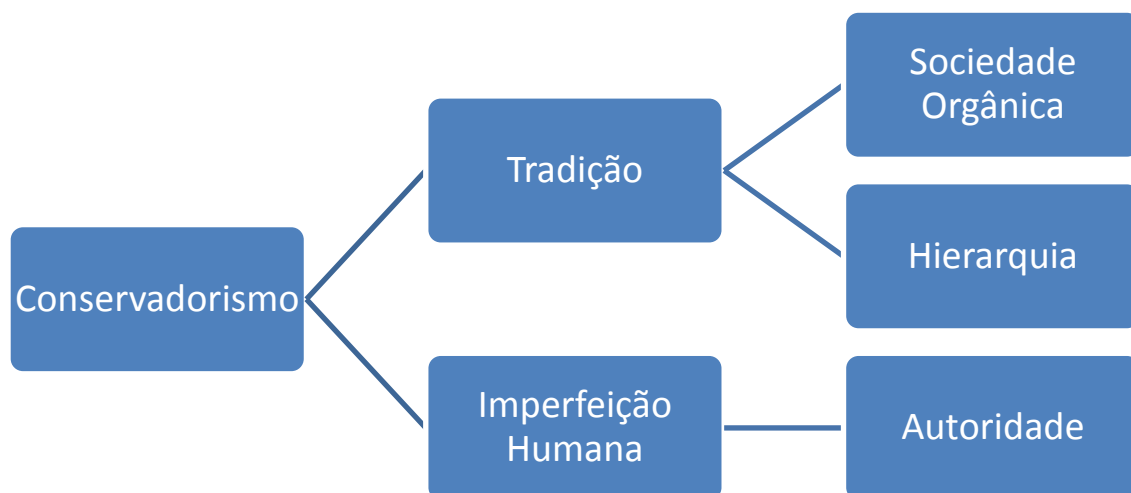 Sociedade
Orgânica
Tradição
Hierarquia
Conservadorismo
Imperfeição
Humana
Autoridade